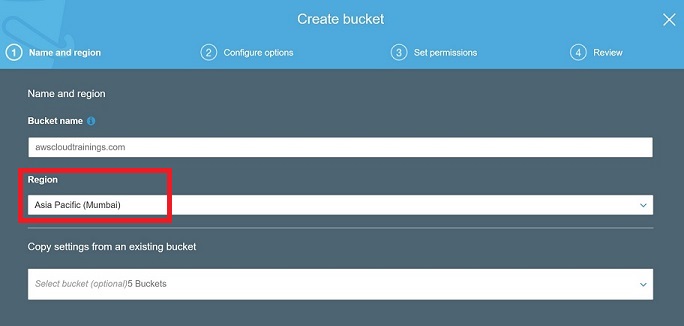 Create bucket
1 Name and region
2 Configure options
3 Set permissions
4 Review
Name and region
Bucket name
awscloudtrainings.com
Region
Asia Pacific (Mumbai)
Copy settings from an existing bucket
Select bucket (optional)5 Buckets